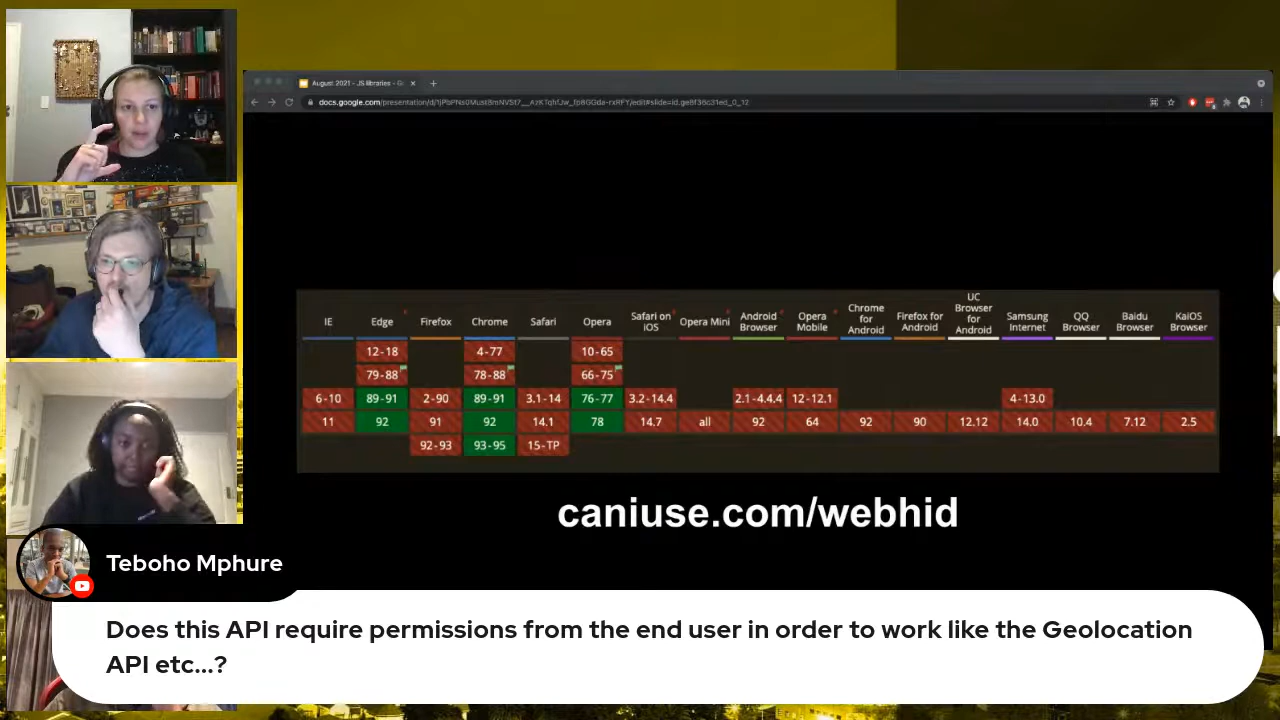 August 2021 - JS libraries - G
IE
Edge
Firefox
Chrome
Safari
Opera
Safari on
iOS
Opera Mini
Android
Browser
Opera
Mobile
Chrome
for
Android
Firefox for
Android
UC
Browser
for
Android
Samsung
Internet
QQ
Browser
Baidu
Browser
KaiOS
Browser
12-18 4-77 10-65
79-88 78-88 66-75
6-10 89-91 2-90 89-91 3.1-14 76-77 3.2-14.4 2.1-4.4.4 12-12.1 4-13.0
11 92 91 92 14.1 78 14.7 all 92 64 92 90 12.12 14.0 10.4 7.12 2.5
92-93 93-95 15-TP
caniuse.com/webhid
Teboho Mphure
Does this API require permissions from the end user in order to work like the Geolocation
API etc...?